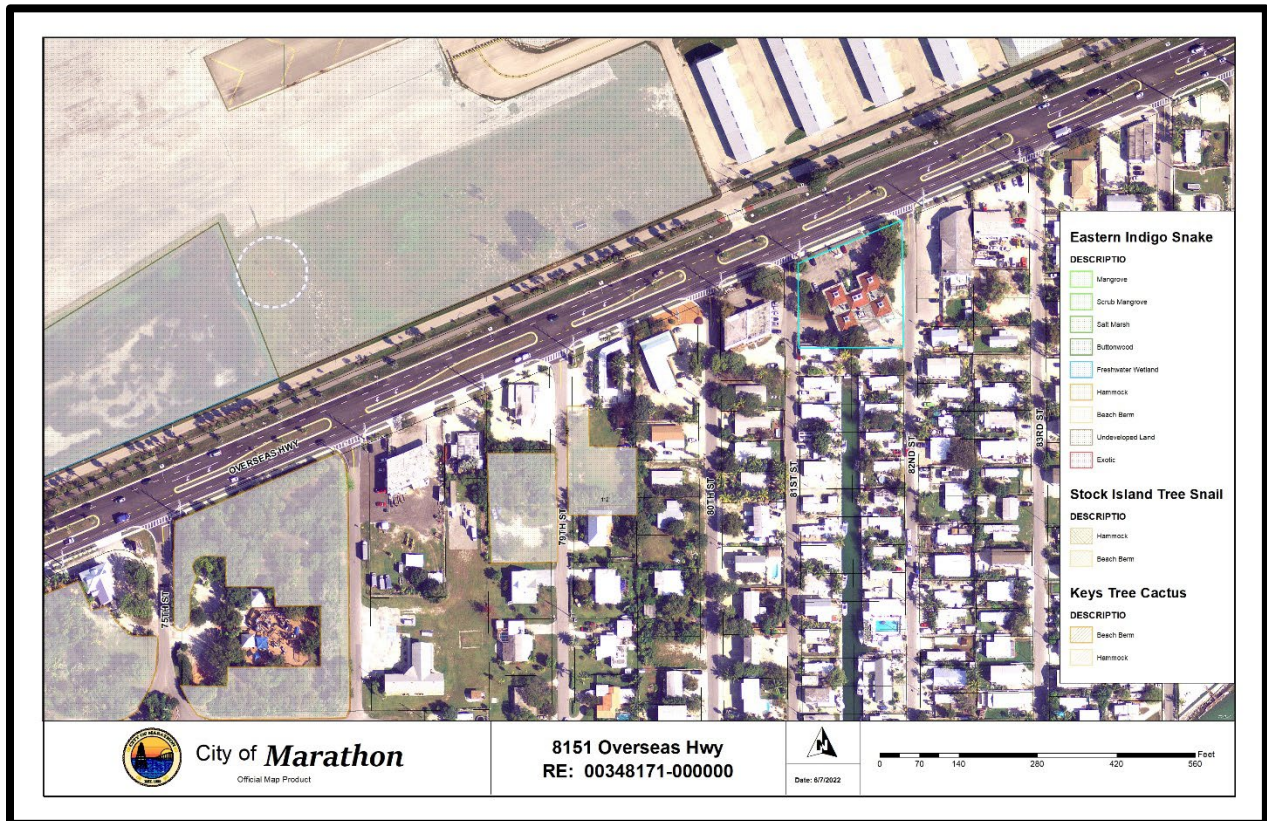 OVERSEAS HWY
75TH ST
79TH ST
80TH ST
81ST ST
82ND ST
83RD ST
Eastern Indigo Snake
DESCRIPTIO
Mangrove
Scrub Mangrove
Salt Marsh
Buttonwood
Freshwater Wetland
Hammock
Beach Berm
Undeveloped Land
Exotic
Stock Island Tree Snail
DESCRIPTIO
Hammock
Beach Berm
Keys Tree Cactus
DESCRIPTIO
Beach Berm
Hammock
CITY OF MARATHON
City of Marathon
Official Map Product
8151 Overseas Hwy
RE: 00348171-000000
N
Date: 6/7/2022
Feet
0 70 140 280 420 560